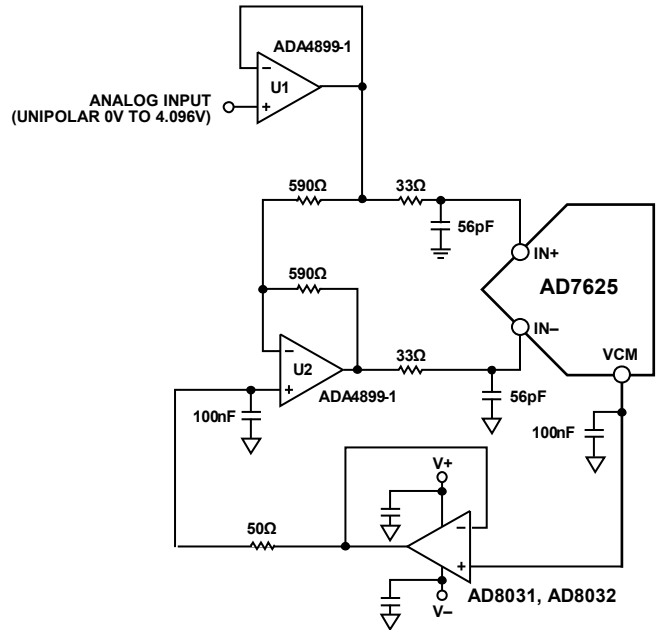 ADA4899-1
–
U1
+
ANALOG INPUT
(UNIPOLAR 0V TO 4.096V)
590Ω
33Ω
56pF
IN+
AD7625
590Ω
IN–
–
U2
+
33Ω
VCM
ADA4899-1
100nF
56pF
100nF
V+
50Ω
–
+
AD8031, AD8032
V–